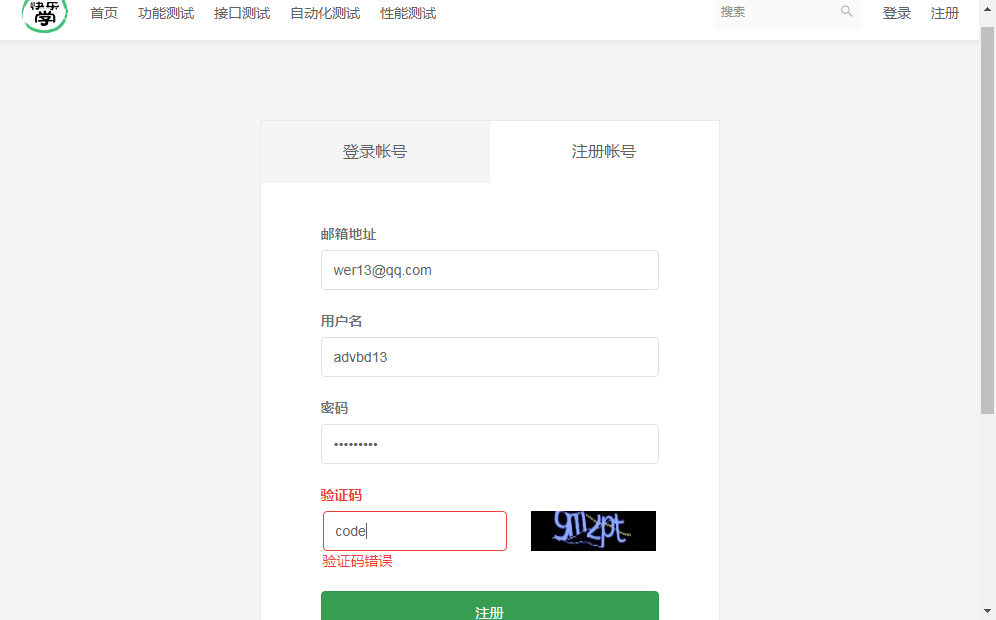 快乐
学
首页 功能测试 接口测试 自动化测试 性能测试 搜索 登录 注册
登录帐号 注册帐号
邮箱地址
wer13@qq.com
用户名
advbd13
密码
•••••••••
验证码
code gmzpt
验证码错误
注册